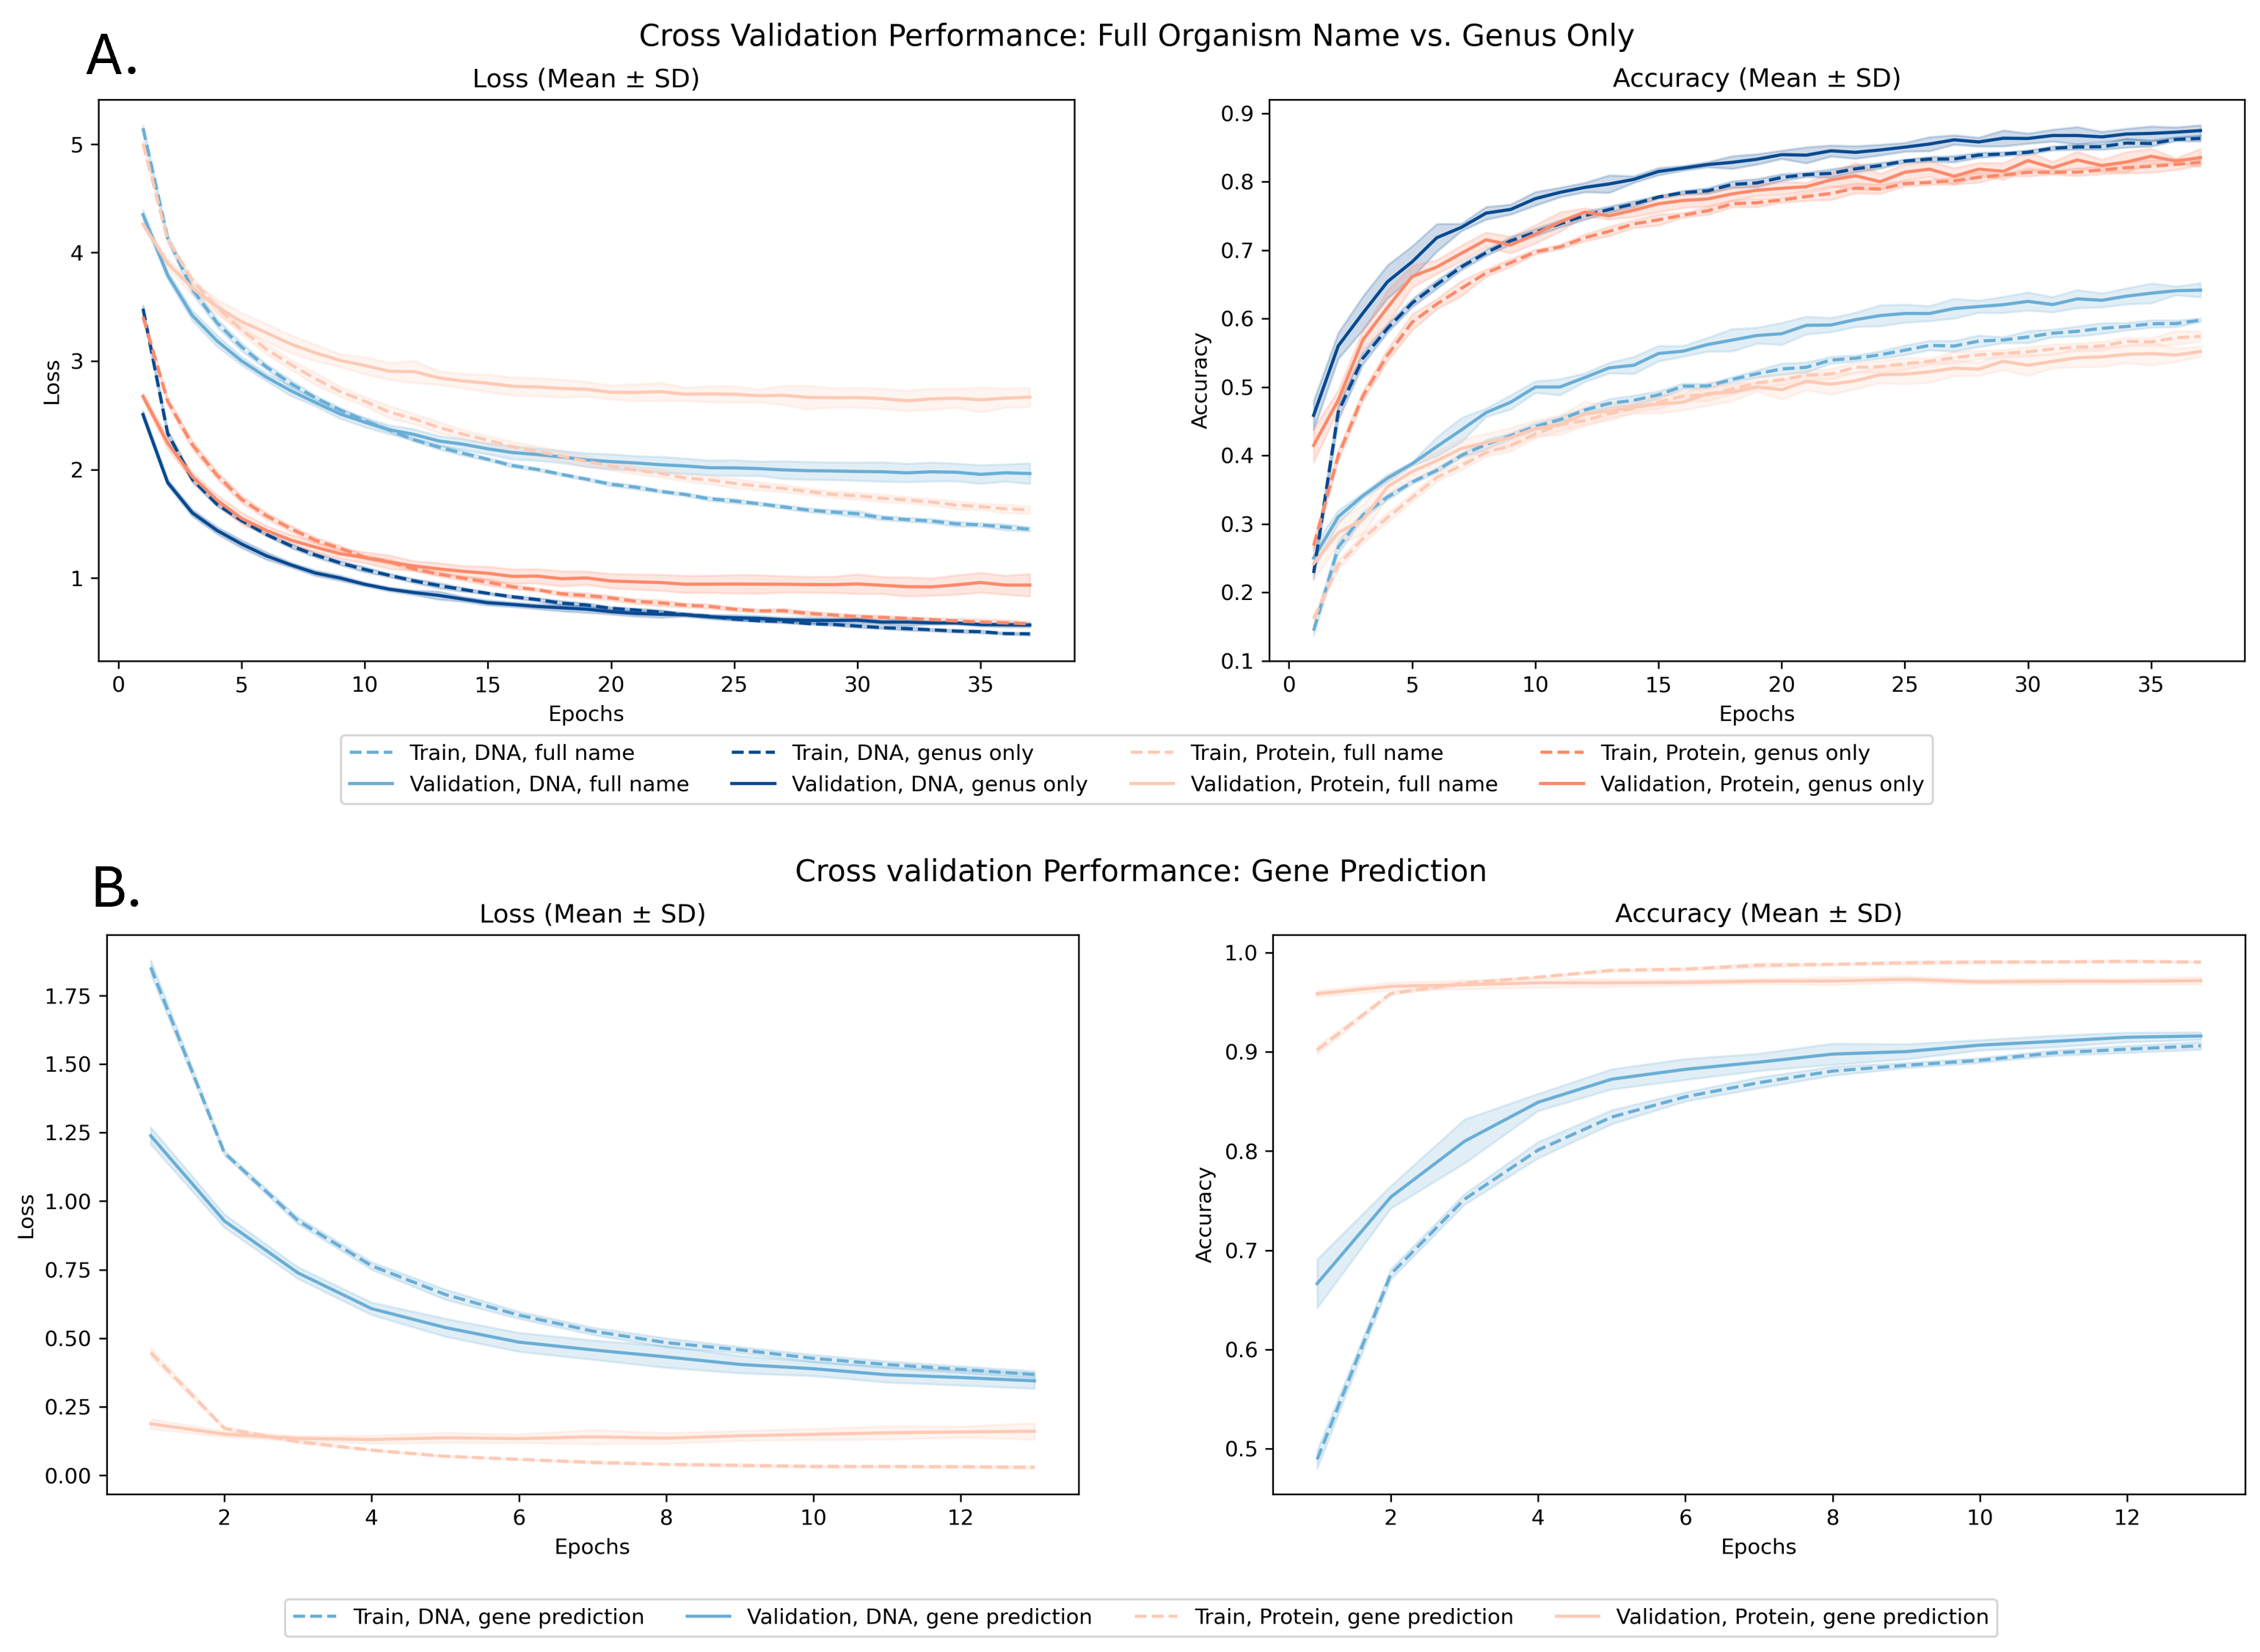 A.
Cross Validation Performance: Full Organism Name vs. Genus Only
Loss (Mean ± SD)
5
4
3
2
1
Loss
0 5 10 15 20 25 30 35
Epochs
Accuracy (Mean ± SD)
0.9
0.8
0.7
0.6
0.5
0.4
0.3
0.2
0.1
Accuracy
0 5 10 15 20 25 30 35
Epochs
Train, DNA, full name
Validation, DNA, full name
Train, DNA, genus only
Validation, DNA, genus only
Train, Protein, full name
Validation, Protein, full name
Train, Protein, genus only
Validation, Protein, genus only
B.
Cross validation Performance: Gene Prediction
Loss (Mean ± SD)
1.75
1.50
1.25
1.00
0.75
0.50
0.25
0.00
Loss
2 4 6 8 10 12
Epochs
Accuracy (Mean ± SD)
1.0
0.9
0.8
0.7
0.6
0.5
Accuracy
2 4 6 8 10 12
Epochs
Train, DNA, gene prediction
Validation, DNA, gene prediction
Train, Protein, gene prediction
Validation, Protein, gene prediction